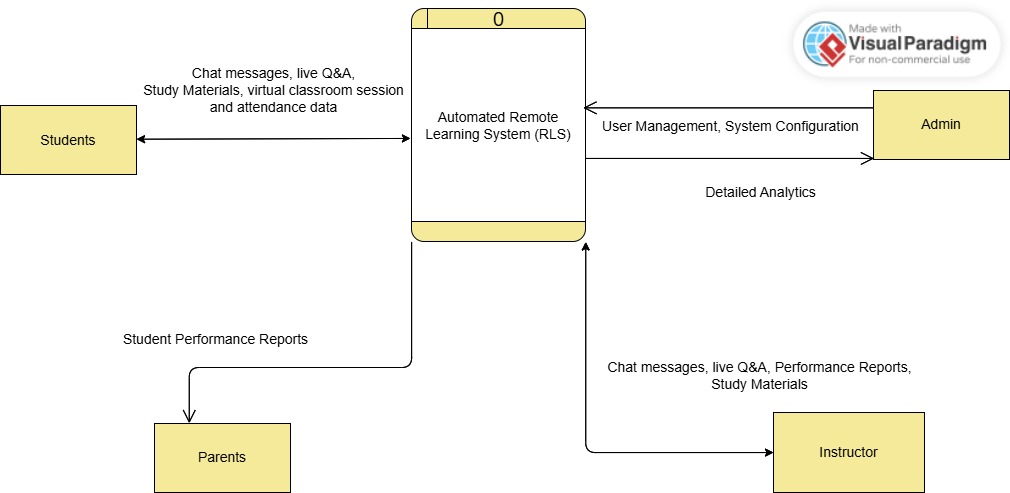 0
Made with
Visual Paradigm
For non-commercial use
Chat messages, live Q&A,
Study Materials, virtual classroom session
and attendance data
Students
Automated Remote
Learning System (RLS)
User Management, System Configuration
Admin
Detailed Analytics
Student Performance Reports
Chat messages, live Q&A, Performance Reports,
Study Materials
Parents
Instructor